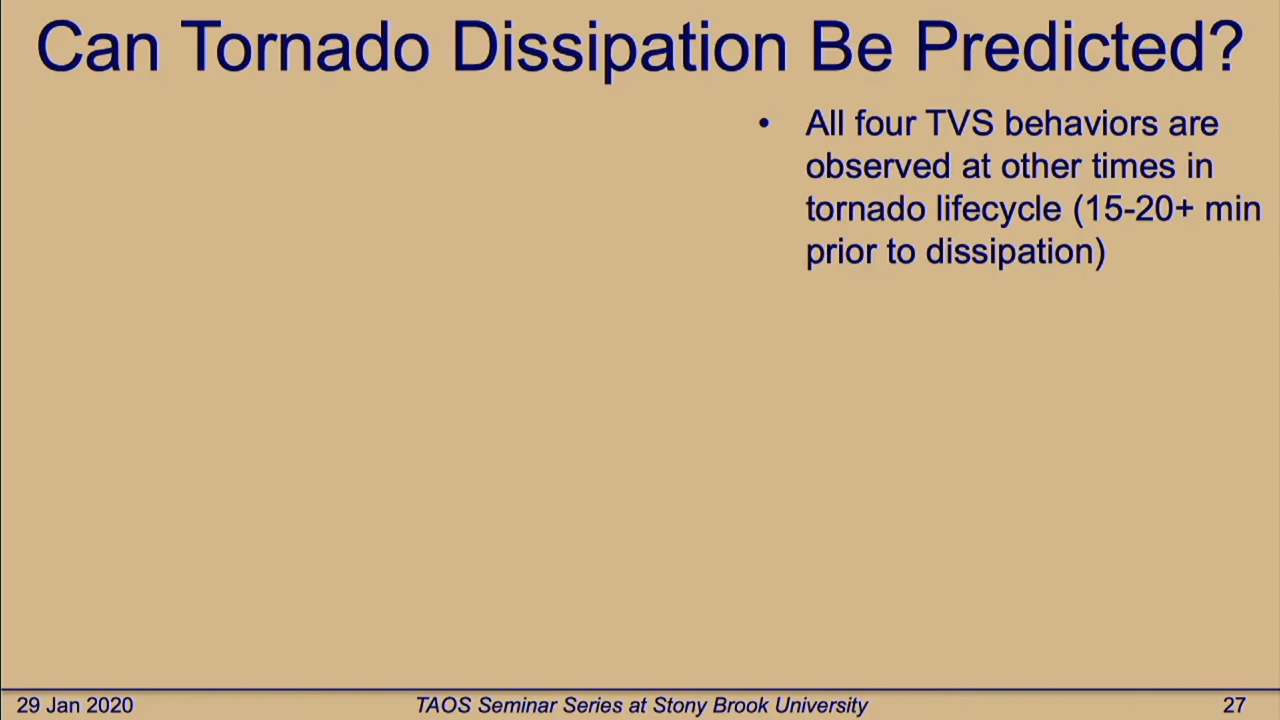 Can Tornado Dissipation Be Predicted?
• All four TVS behaviors are
observed at other times in
tornado lifecycle (15-20+ min
prior to dissipation)
29 Jan 2020
TAOS Seminar Series at Stony Brook University
27